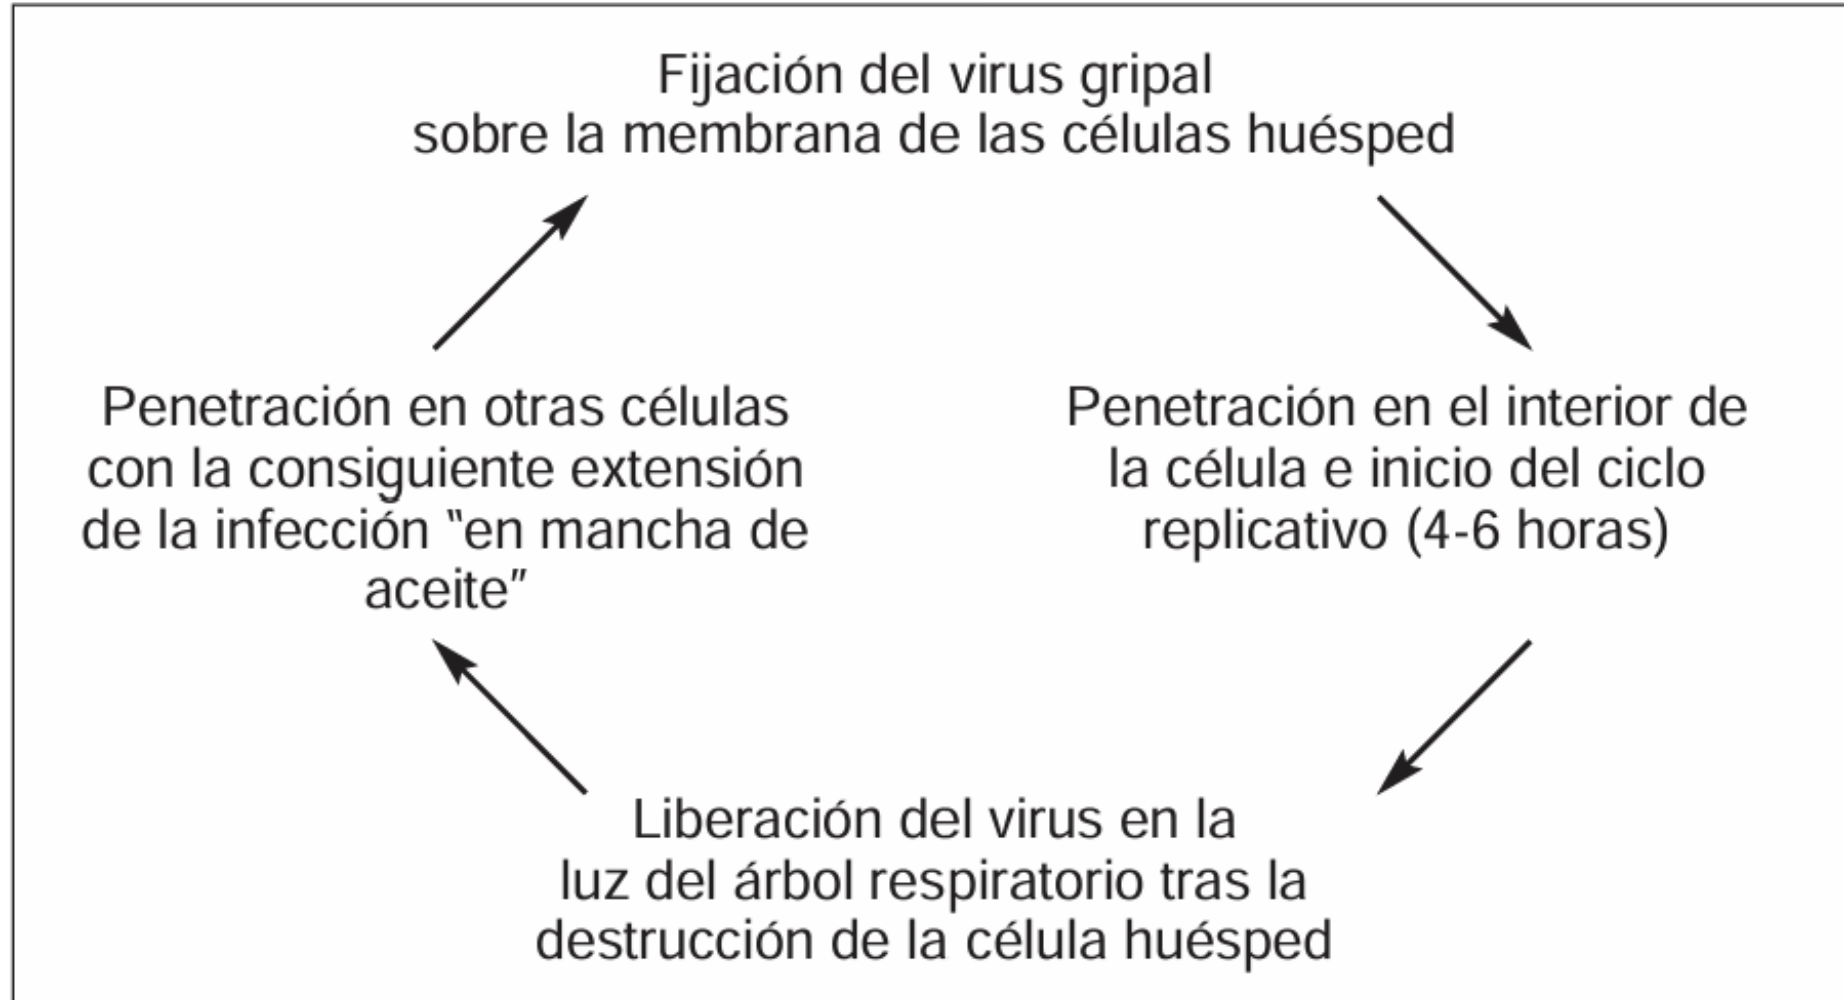 Fijación del virus gripal
sobre la membrana de las células huésped
Penetración en otras células
con la consiguiente extensión
de la infección "en mancha de
aceite"
Penetración en el interior de
la célula e inicio del ciclo
replicativo (4-6 horas)
Liberación del virus en la
luz del árbol respiratorio tras la
destrucción de la célula huésped